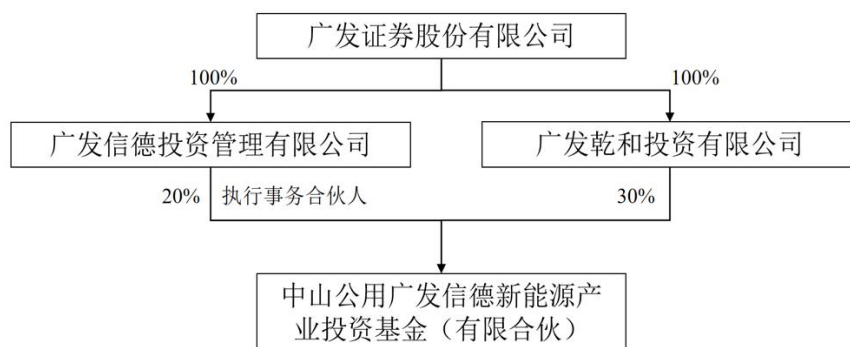 广发证券股份有限公司
100%
100%
广发信德投资管理有限公司
广发乾和投资有限公司
20%
执行事务合伙人
30%
中山公用广发信德新能源产
业投资基金（有限合伙）